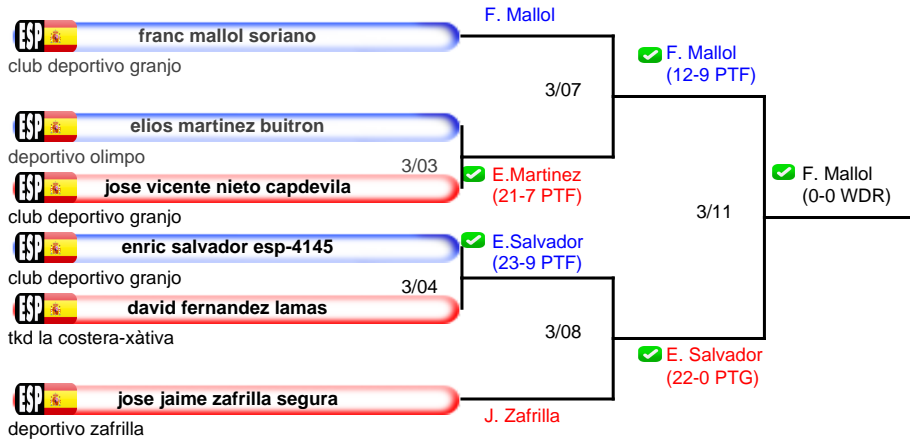 F. Mallol
ESP franc mallol soriano
club deportivo granjo
F. Mallol
(12-9 PTF)
3/07
ESP elios martinez buitron
deportivo olimpo
3/03
E.Martinez
(21-7 PTF)
ESP jose vicente nieto capdevila
club deportivo granjo
F. Mallol
(0-0 WDR)
3/11
ESP enric salvador esp-4145
club deportivo granjo
E.Salvador
(23-9 PTF)
3/04
ESP david fernandez lamas
tkd la costera-xàtiva
3/08
E. Salvador
(22-0 PTG)
ESP jose jaime zafrilla segura
deportivo zafrilla
J. Zafrilla